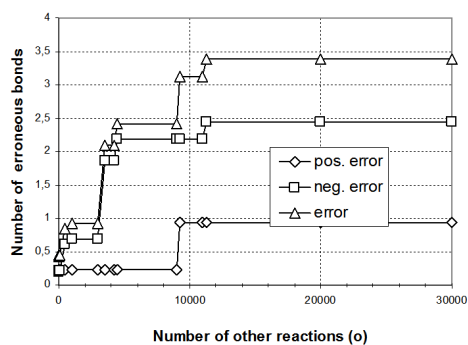 4
3,5
3
2,5
2
1,5
1
0,5
0
Number of erroneous bonds
pos. error
neg. error
error
0
10000
20000
30000
Number of other reactions (o)